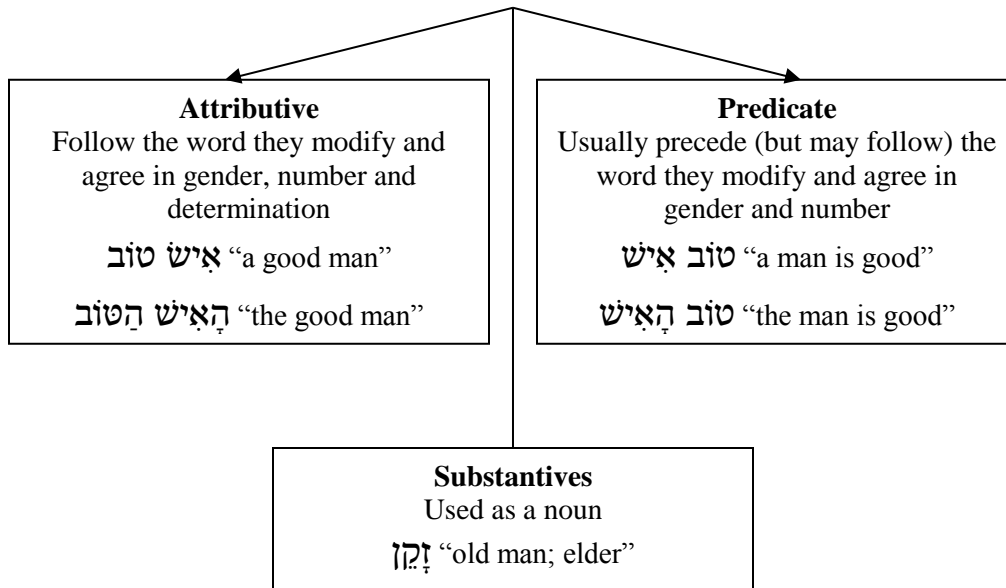 Attributive
Follow the word they modify and
agree in gender, number and
determination
אִישׂ טוֹב “a good man”
הָאִישׁ הַטּוֹב “the good man”
Predicate
Usually precede (but may follow) the
word they modify and agree in
gender and number
טוֹב אִישׁ “a man is good”
טוֹב הָאִישׁ “the man is good”
Substantives
Used as a noun
זָקֵן “old man; elder”